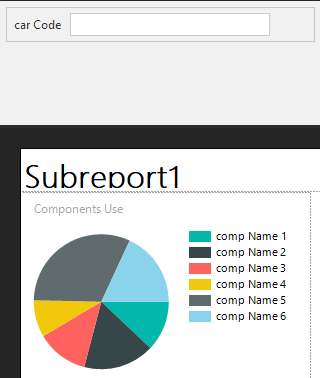 car Code
Subreport1
Components Use
comp Name 1
comp Name 2
comp Name 3
comp Name 4
comp Name 5
comp Name 6